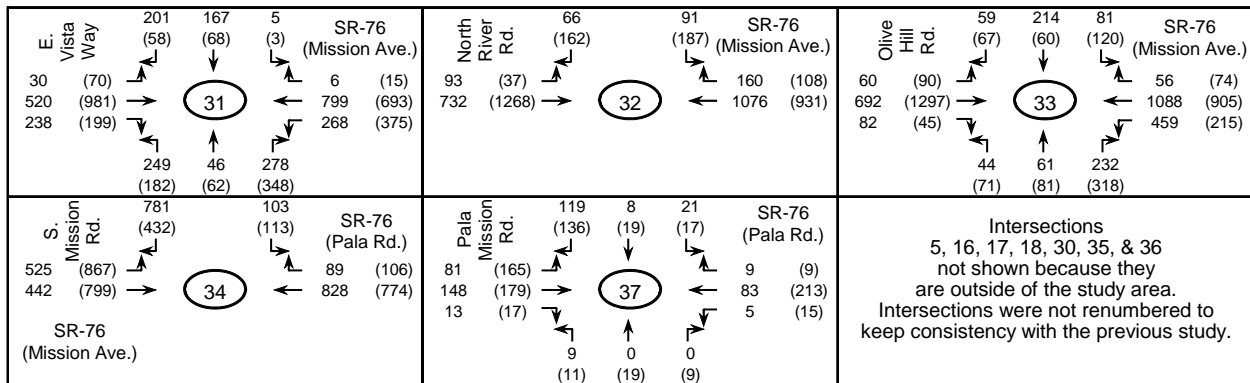 E. Vista Way
201 167 5
(58) (68) (3)
SR-76
(Mission Ave.)
30 (70)
520 (981)
238 (199)
31
6 (15)
799 (693)
268 (375)
249 46 278
(182) (62) (348)
North River Rd.
66 91
(162) (187)
SR-76
(Mission Ave.)
93 (37)
732 (1268)
32
160 (108)
1076 (931)
Olive Hill Rd.
59 214 81
(67) (60) (120)
SR-76
(Mission Ave.)
60 (90)
692 (1297)
82 (45)
33
56 (74)
1088 (905)
459 (215)
44 61 232
(71) (81) (318)
S. Mission Rd.
781 103
(432) (113)
SR-76
(Pala Rd.)
525 (867)
442 (799)
34
89 (106)
828 (774)
SR-76
(Mission Ave.)
Pala Mission Rd.
119 8 21
(136) (19) (17)
SR-76
(Pala Rd.)
81 (165)
148 (179)
13 (17)
37
9 (9)
83 (213)
5 (15)
9 0 0
(11) (19) (9)
Intersections
5, 16, 17, 18, 30, 35, & 36
not shown because they
are outside of the study area.
Intersections were not renumbered to
keep consistency with the previous study.